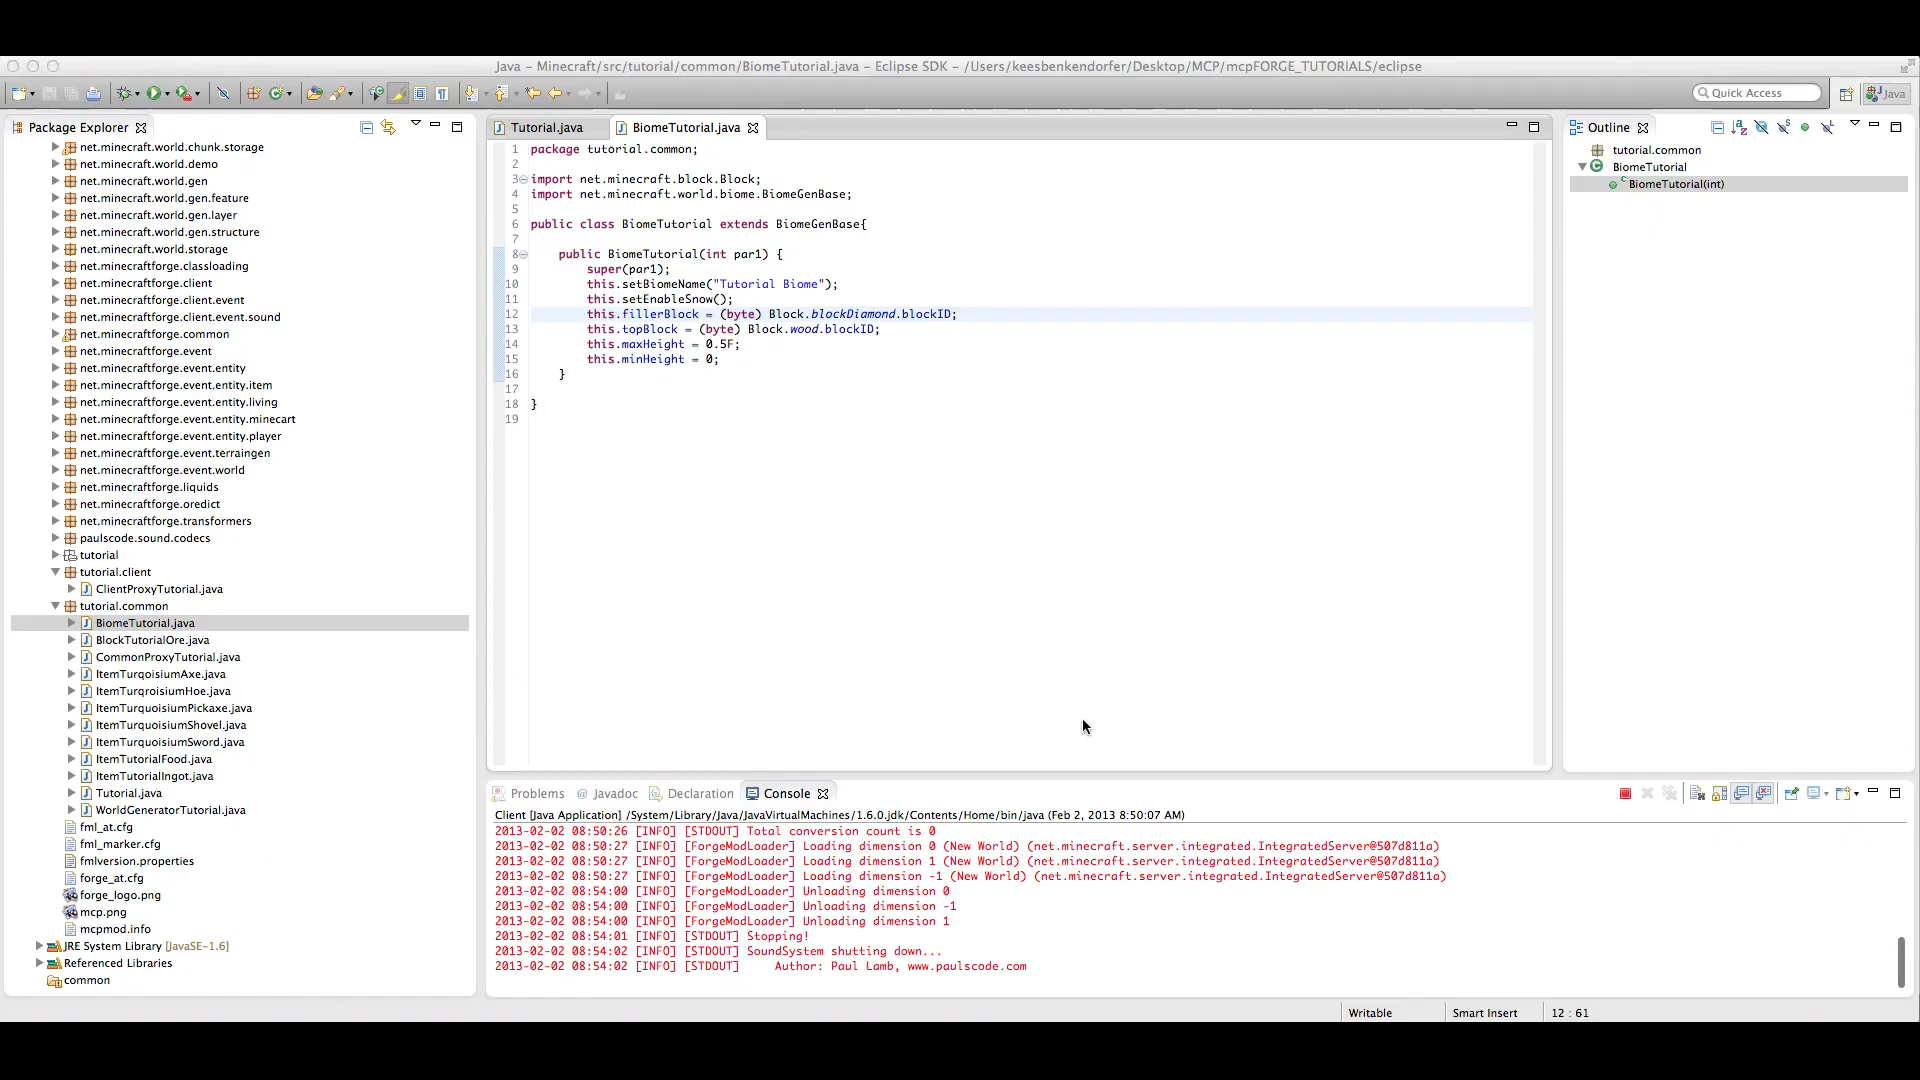 Java – Minecraft/src/tutorial/common/BiomeTutorial.java – Eclipse SDK – /Users/keesbenkendorfer/Desktop/MCP/mcpFORGE_TUTORIALS/eclipse
Quick Access
Java
Package Explorer
net.minecraft.world.chunk.storage
net.minecraft.world.demo
net.minecraft.world.gen
net.minecraft.world.gen.feature
net.minecraft.world.gen.layer
net.minecraft.world.gen.structure
net.minecraft.world.storage
net.minecraftforge.classloading
net.minecraftforge.client
net.minecraftforge.client.event
net.minecraftforge.client.event.sound
net.minecraftforge.common
net.minecraftforge.event
net.minecraftforge.event.entity
net.minecraftforge.event.entity.item
net.minecraftforge.event.entity.living
net.minecraftforge.event.entity.minecart
net.minecraftforge.event.entity.player
net.minecraftforge.event.terraingen
net.minecraftforge.event.world
net.minecraftforge.liquids
net.minecraftforge.oredict
net.minecraftforge.transformers
paulscode.sound.codecs
tutorial
tutorial.client
ClientProxyTutorial.java
tutorial.common
BiomeTutorial.java
BlockTutorialOre.java
CommonProxyTutorial.java
ItemTurqoisiumAxe.java
ItemTurqroisiumHoe.java
ItemTurquoisiumPickaxe.java
ItemTurquoisiumShovel.java
ItemTurquoisiumSword.java
ItemTutorialFood.java
ItemTutorialIngot.java
Tutorial.java
WorldGeneratorTutorial.java
fml_at.cfg
fml_marker.cfg
fmlversion.properties
forge_at.cfg
forge_logo.png
mcp.png
mcpmod.info
JRE System Library [JavaSE-1.6]
Referenced Libraries
common
Tutorial.java
BiomeTutorial.java
1 package tutorial.common;
2
3 import net.minecraft.block.Block;
4 import net.minecraft.world.biome.BiomeGenBase;
5
6 public class BiomeTutorial extends BiomeGenBase{
7
8 public BiomeTutorial(int par1) {
9 super(par1);
10 this.setBiomeName("Tutorial Biome");
11 this.setEnableSnow();
12 this.fillerBlock = (byte) Block.blockDiamond.blockID;
13 this.topBlock = (byte) Block.wood.blockID;
14 this.maxHeight = 0.5F;
15 this.minHeight = 0;
16 }
17
18 }
19
Outline
tutorial.common
BiomeTutorial
BiomeTutorial(int)
Problems
@ Javadoc
Declaration
Console
Client [Java Application] /System/Library/Java/JavaVirtualMachines/1.6.0.jdk/Contents/Home/bin/java (Feb 2, 2013 8:50:07 AM)
2013-02-02 08:50:26 [INFO] [STDOUT] Total conversion count is 0
2013-02-02 08:50:27 [INFO] [ForgeModLoader] Loading dimension 0 (New World) (net.minecraft.server.integrated.IntegratedServer@507d811a)
2013-02-02 08:50:27 [INFO] [ForgeModLoader] Loading dimension 1 (New World) (net.minecraft.server.integrated.IntegratedServer@507d811a)
2013-02-02 08:50:27 [INFO] [ForgeModLoader] Loading dimension -1 (New World) (net.minecraft.server.integrated.IntegratedServer@507d811a)
2013-02-02 08:54:00 [INFO] [ForgeModLoader] Unloading dimension 0
2013-02-02 08:54:00 [INFO] [ForgeModLoader] Unloading dimension -1
2013-02-02 08:54:00 [INFO] [ForgeModLoader] Unloading dimension 1
2013-02-02 08:54:01 [INFO] [STDOUT] Stopping!
2013-02-02 08:54:02 [INFO] [STDOUT] SoundSystem shutting down...
2013-02-02 08:54:02 [INFO] [STDOUT] Author: Paul Lamb, www.paulscode.com
Writable
Smart Insert
12 : 61